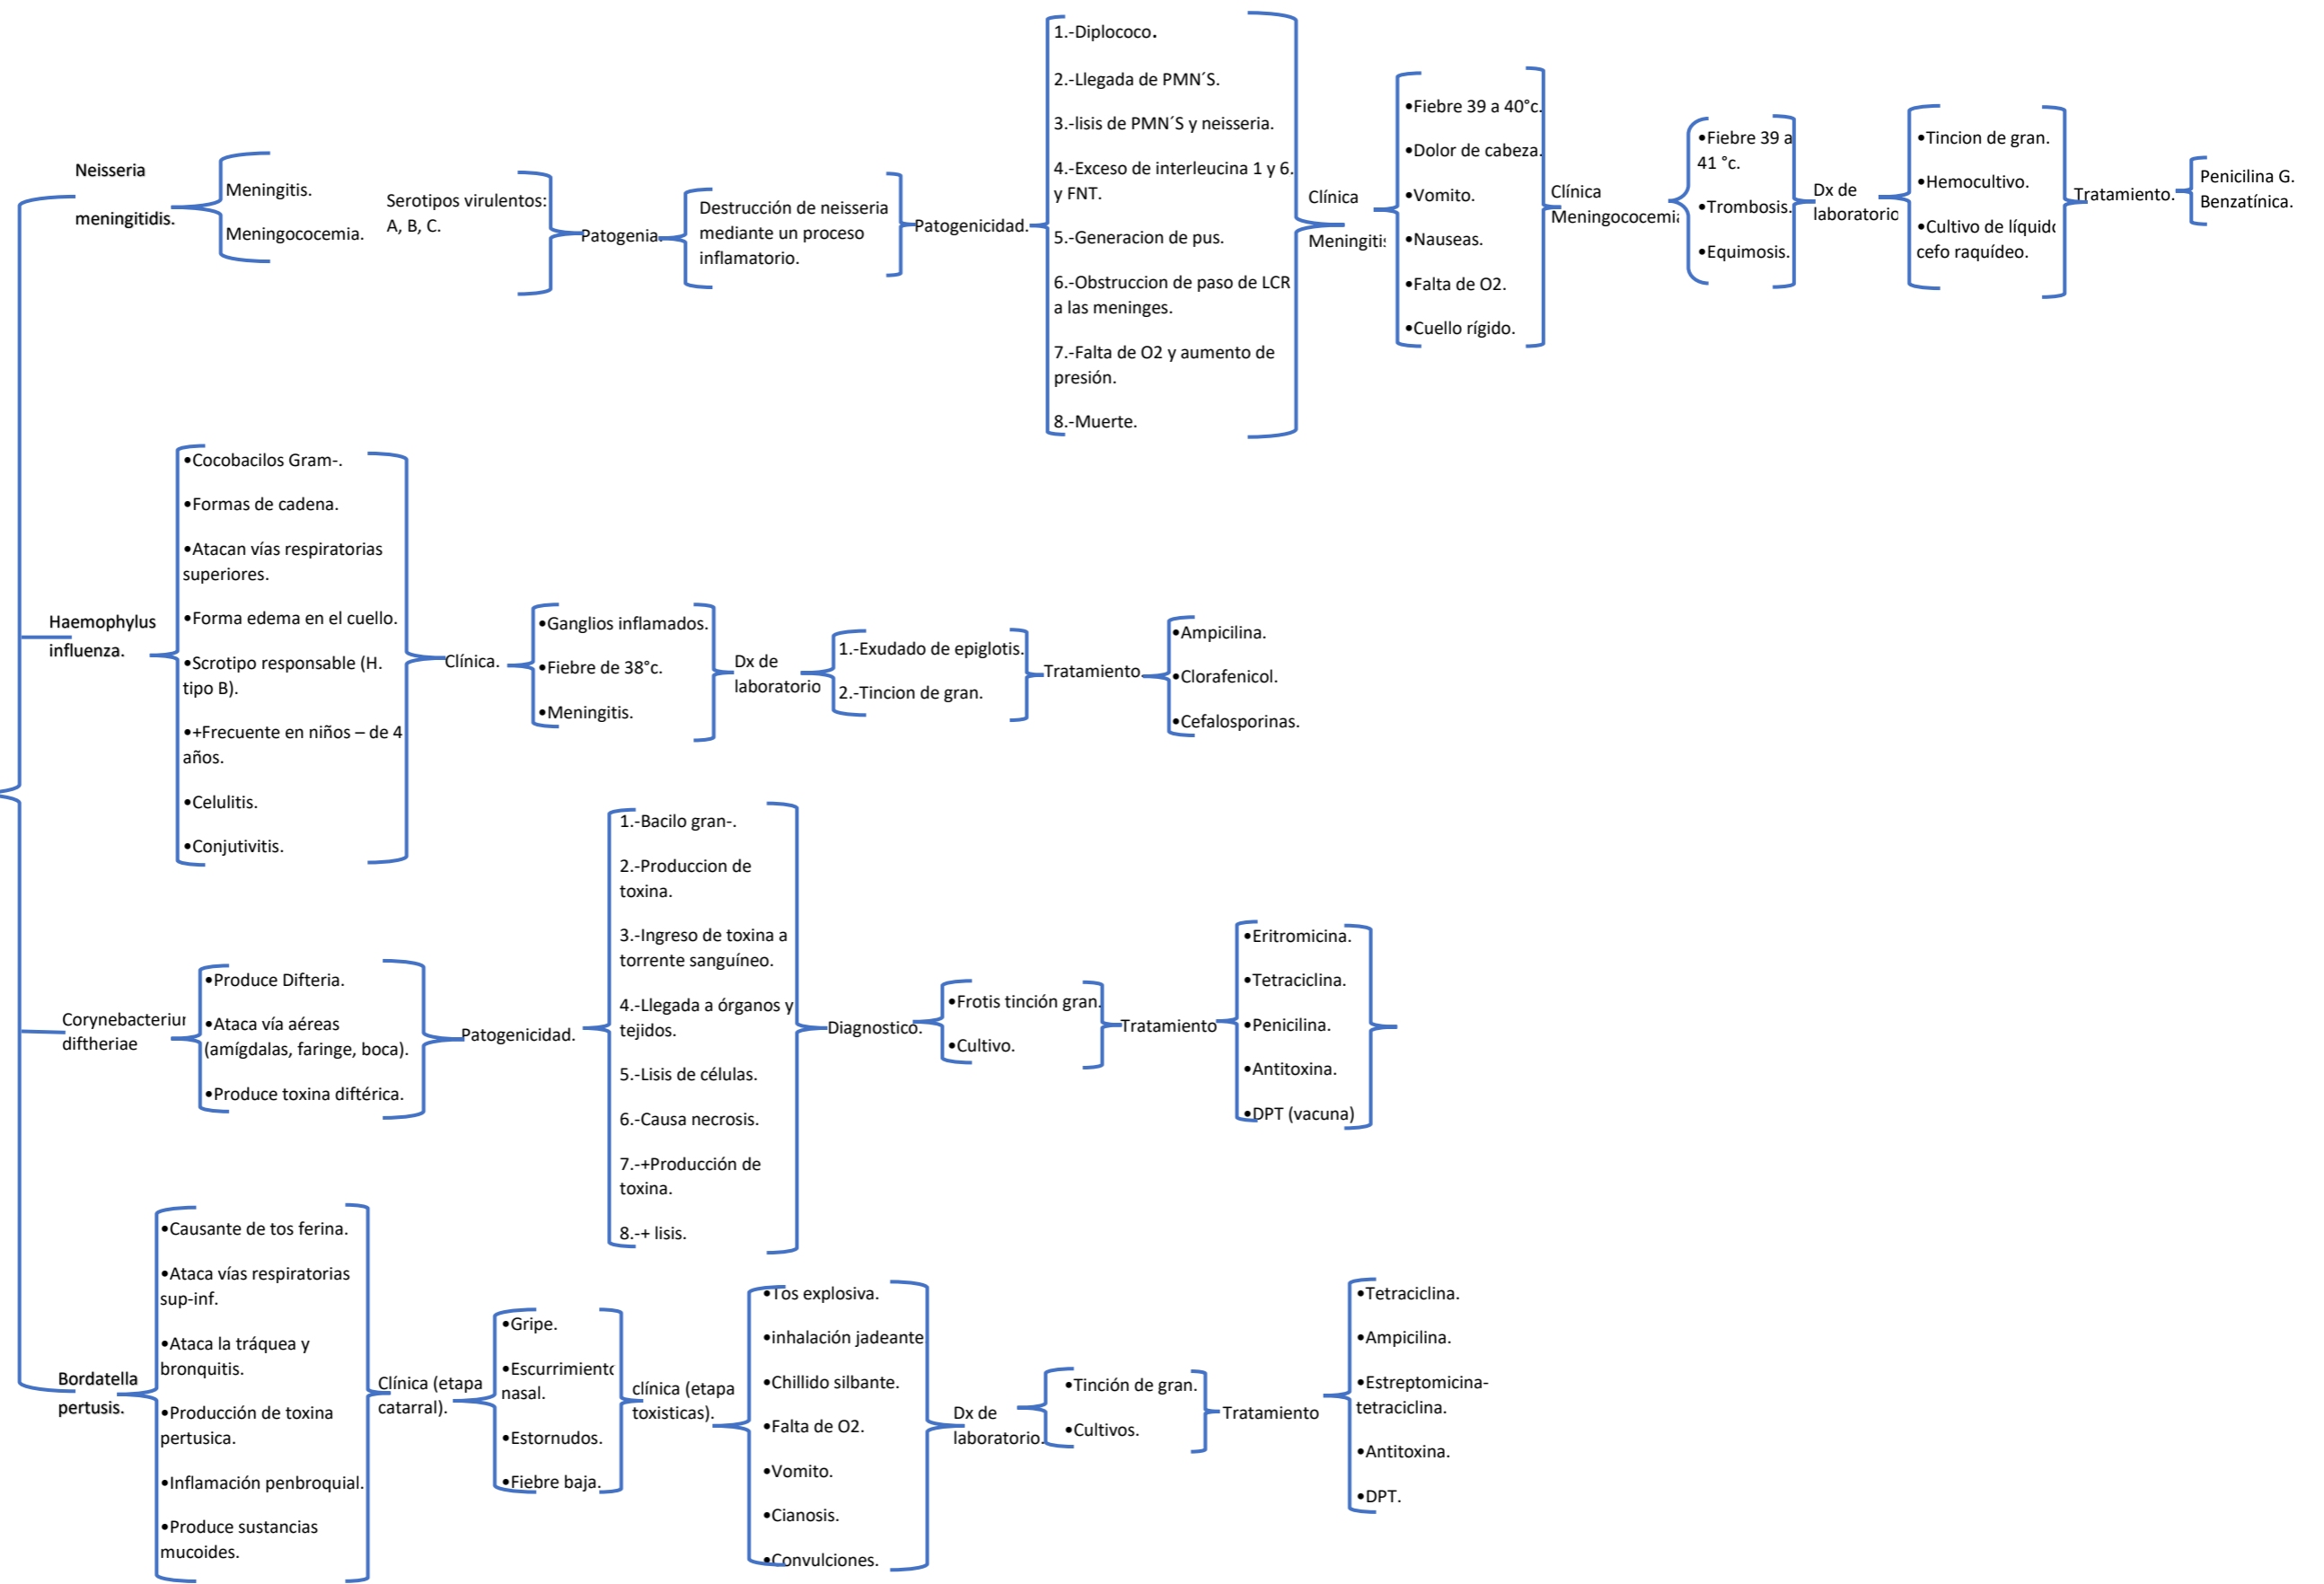 Neisseria
meningitidis.
Meningitis.
Meningococemia.
Serotipos virulentos:
A, B, C.
Patogenia.
Destrucción de neisseria
mediante un proceso
inflamatorio.
Patogenicidad.
1.-Diplococo.
2.-Llegada de PMN´S.
3.-lisis de PMN´S y neisseria.
4.-Exceso de interleucina 1 y 6.
y FNT.
5.-Generacion de pus.
6.-Obstruccion de paso de LCR
a las meninges.
7.-Falta de O2 y aumento de
presión.
8.-Muerte.
Clínica
Meningitis
•Fiebre 39 a 40°c.
•Dolor de cabeza.
•Vomito.
•Nauseas.
•Falta de O2.
•Cuello rígido.
Clínica
Meningococemia
•Fiebre 39 a
41 °c.
•Trombosis.
•Equimosis.
Dx de
laboratorio
•Tincion de gran.
•Hemocultivo.
•Cultivo de líquido
cefo raquídeo.
Tratamiento.
Penicilina G.
Benzatínica.
Haemophylus
influenza.
•Cocobacilos Gram-.
•Formas de cadena.
•Atacan vías respiratorias
superiores.
•Forma edema en el cuello.
•Scrotipo responsable (H.
tipo B).
•+Frecuente en niños – de 4
años.
•Celulitis.
•Conjutivitis.
Clínica.
•Ganglios inflamados.
•Fiebre de 38°c.
•Meningitis.
Dx de
laboratorio
1.-Exudado de epiglotis.
2.-Tincion de gran.
Tratamiento
•Ampicilina.
•Clorafenicol.
•Cefalosporinas.
Corynebacteriur
diftheriae
•Produce Difteria.
•Ataca vía aéreas
(amígdalas, faringe, boca).
•Produce toxina diftérica.
Patogenicidad.
1.-Bacilo gran-.
2.-Produccion de
toxina.
3.-Ingreso de toxina a
torrente sanguíneo.
4.-Llegada a órganos y
tejidos.
5.-Lisis de células.
6.-Causa necrosis.
7.-+Producción de
toxina.
8.-+ lisis.
Diagnostico.
•Frotis tinción gran.
•Cultivo.
Tratamiento
•Eritromicina.
•Tetraciclina.
•Penicilina.
•Antitoxina.
•DPT (vacuna)
Bordatella
pertusis.
•Causante de tos ferina.
•Ataca vías respiratorias
sup-inf.
•Ataca la tráquea y
bronquitis.
•Producción de toxina
pertusica.
•Inflamación penbroquial.
•Produce sustancias
mucoides.
Clínica (etapa
catarral).
•Gripe.
•Escurrimiento
nasal.
•Estornudos.
•Fiebre baja.
clínica (etapa
toxisticas).
•Tos explosiva.
•inhalación jadeante
•Chillido silbante.
•Falta de O2.
•Vomito.
•Cianosis.
•Convulciones.
Dx de
laboratorio.
•Tinción de gran.
•Cultivos.
Tratamiento
•Tetraciclina.
•Ampicilina.
•Estreptomicina-
tetraciclina.
•Antitoxina.
•DPT.